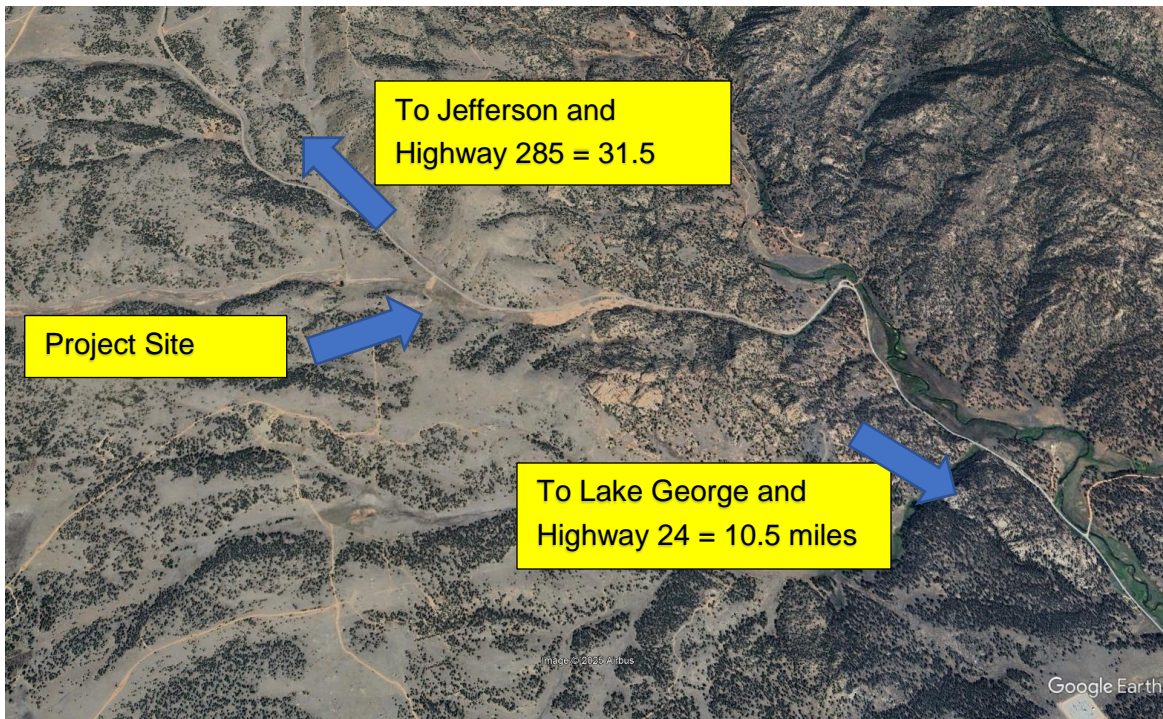 To Jefferson and
Highway 285 = 31.5
Project Site
To Lake George and
Highway 24 = 10.5 miles
Image © 2025 Airbus
Google Earth